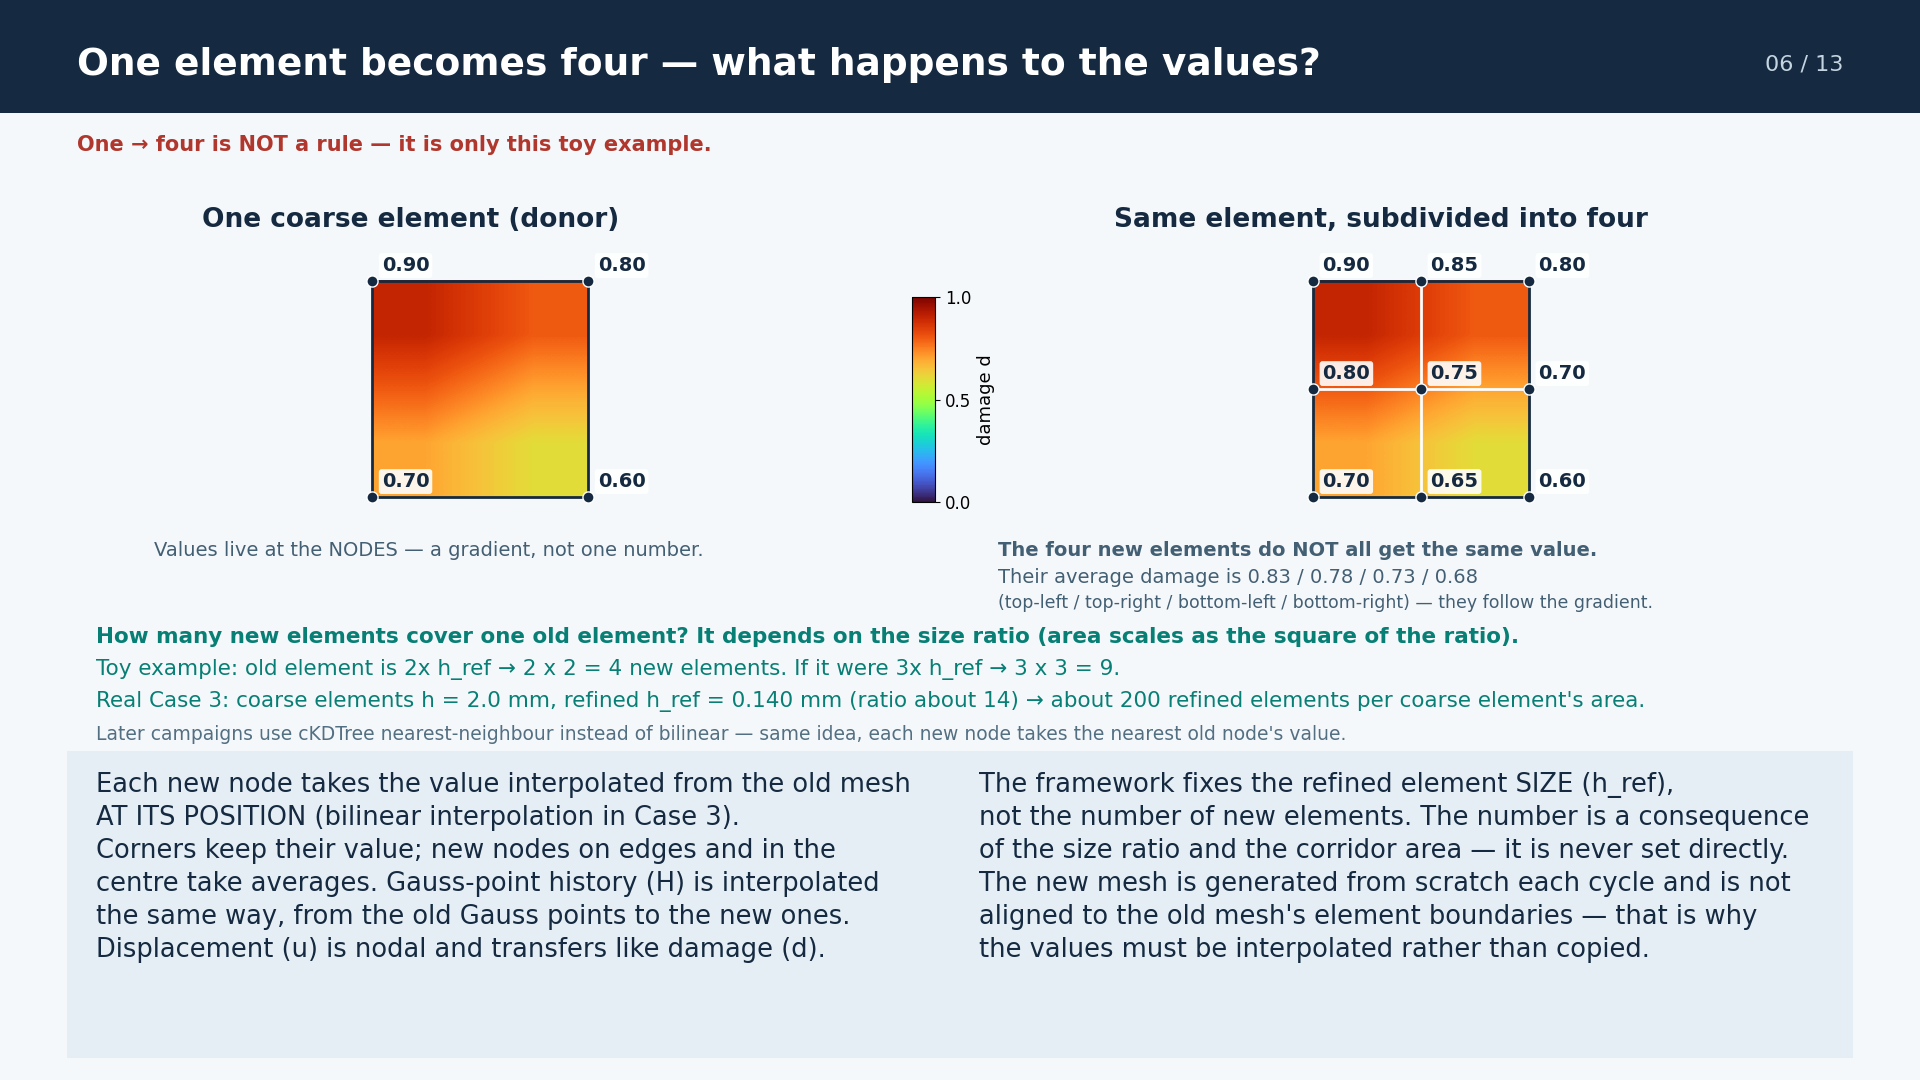 One element becomes four — what happens to the values?
06 / 13
One → four is NOT a rule — it is only this toy example.
One coarse element (donor)
0.90
0.80
0.70
0.60
Values live at the NODES — a gradient, not one number.
1.0
0.5
0.0
damage d
Same element, subdivided into four
0.90
0.85
0.80
0.80
0.75
0.70
0.70
0.65
0.60
The four new elements do NOT all get the same value.
Their average damage is 0.83 / 0.78 / 0.73 / 0.68
(top-left / top-right / bottom-left / bottom-right) — they follow the gradient.
How many new elements cover one old element? It depends on the size ratio (area scales as the square of the ratio).
Toy example: old element is 2x h_ref → 2 x 2 = 4 new elements. If it were 3x h_ref → 3 x 3 = 9.
Real Case 3: coarse elements h = 2.0 mm, refined h_ref = 0.140 mm (ratio about 14) → about 200 refined elements per coarse element's area.
Later campaigns use cKDTree nearest-neighbour instead of bilinear — same idea, each new node takes the nearest old node's value.
Each new node takes the value interpolated from the old mesh
AT ITS POSITION (bilinear interpolation in Case 3).
Corners keep their value; new nodes on edges and in the
centre take averages. Gauss-point history (H) is interpolated
the same way, from the old Gauss points to the new ones.
Displacement (u) is nodal and transfers like damage (d).
The framework fixes the refined element SIZE (h_ref),
not the number of new elements. The number is a consequence
of the size ratio and the corridor area — it is never set directly.
The new mesh is generated from scratch each cycle and is not
aligned to the old mesh's element boundaries — that is why
the values must be interpolated rather than copied.